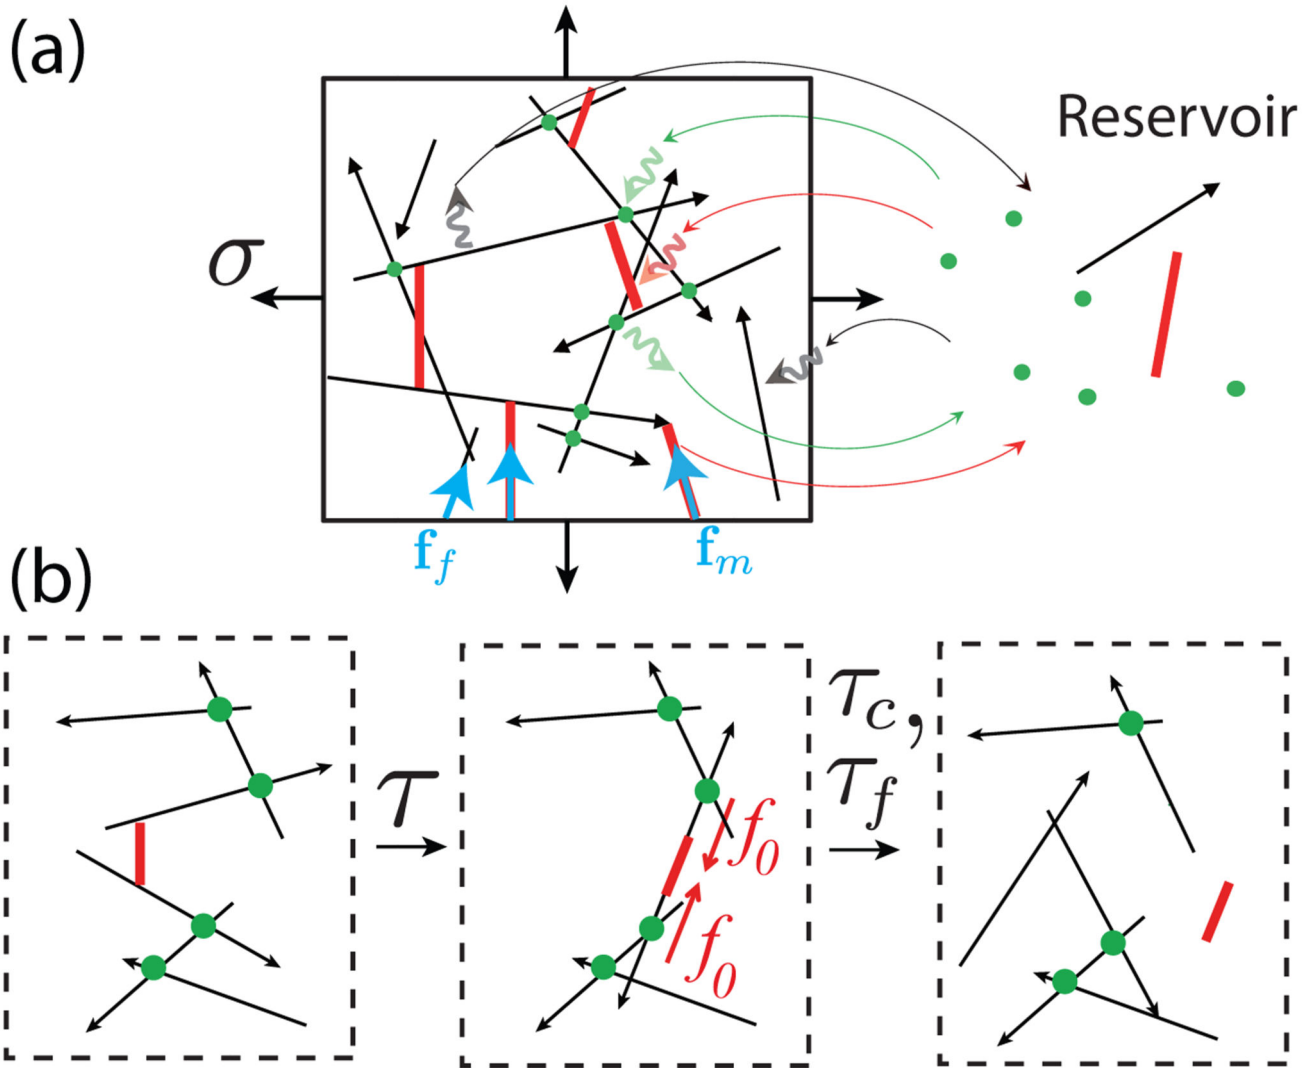 (a)
Reservoir
σ
f_f
f_m
(b)
τ
f_0
f_0
τ_c,
τ_f